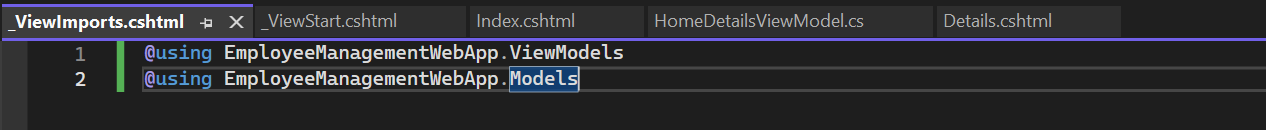 _ViewImports.cshtml _ViewStart.cshtml Index.cshtml HomeDetailsViewModel.cs Details.cshtml
1 @using EmployeeManagementWebApp.ViewModels
2 @using EmployeeManagementWebApp.Models